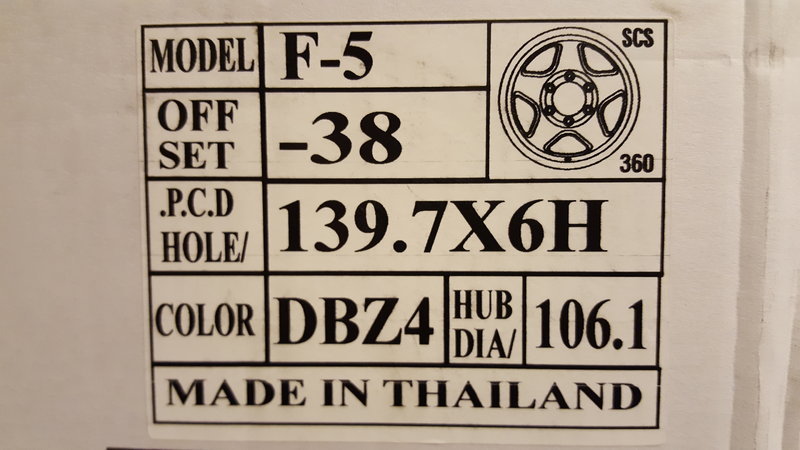 MODEL F-5
SCS
360
OFF
SET
-38
.P.C.D
HOLE/
139.7X6H
COLOR DBZ4
HUB
DIA/
106.1
MADE IN THAILAND